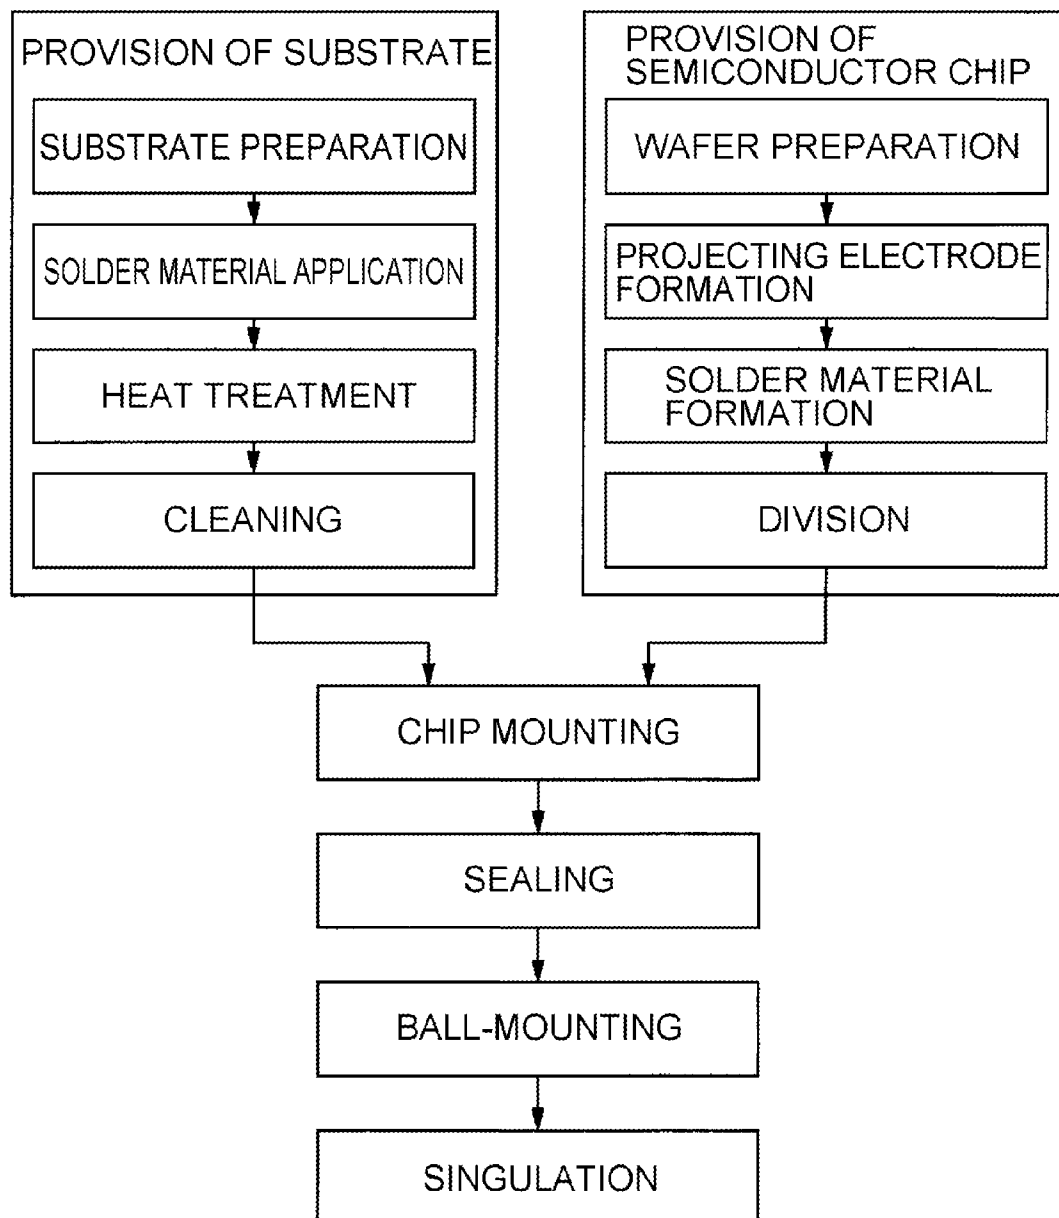 PROVISION OF SUBSTRATE
SUBSTRATE PREPARATION
SOLDER MATERIAL APPLICATION
HEAT TREATMENT
CLEANING
PROVISION OF
SEMICONDUCTOR CHIP
WAFER PREPARATION
PROJECTING ELECTRODE
FORMATION
SOLDER MATERIAL
FORMATION
DIVISION
CHIP MOUNTING
SEALING
BALL-MOUNTING
SINGULATION